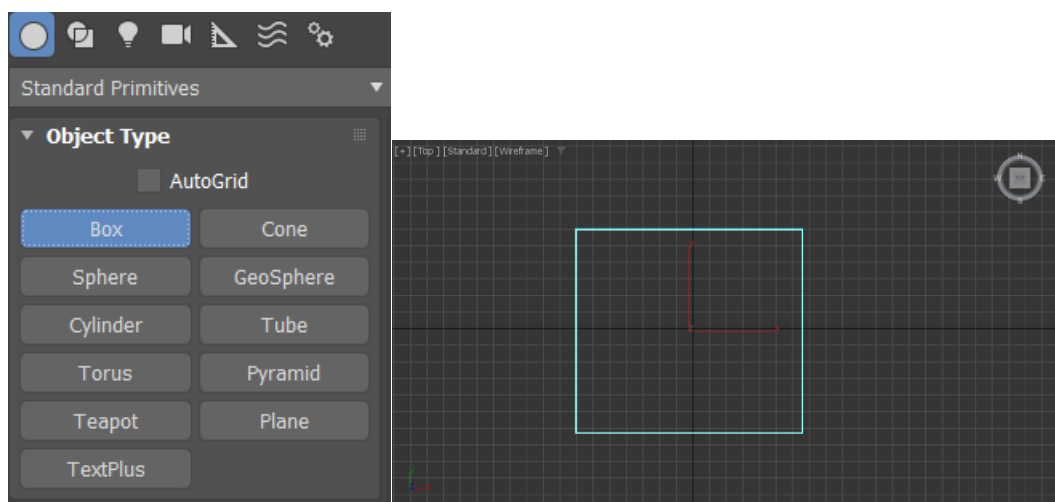 Standard Primitives
Object Type
AutoGrid
Box Cone
Sphere GeoSphere
Cylinder Tube
Torus Pyramid
Teapot Plane
TextPlus
[+] [Top ] [Standard ] [Wireframe ]
N
W E
S